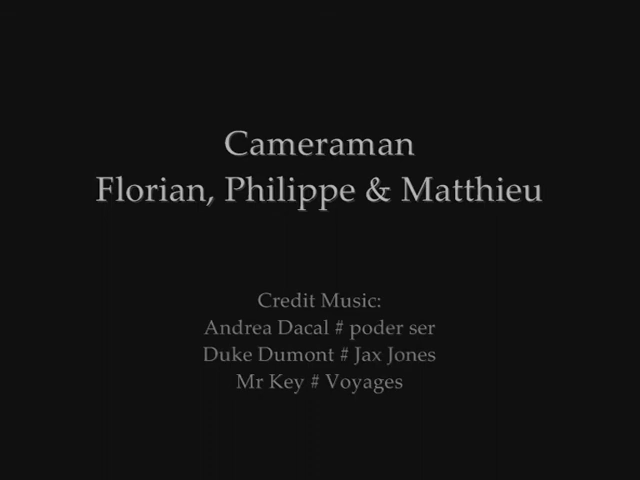 Cameraman
Florian, Philippe & Matthieu
Credit Music:
Andrea Dacal # poder ser
Duke Dumont # Jax Jones
Mr Key # Voyages